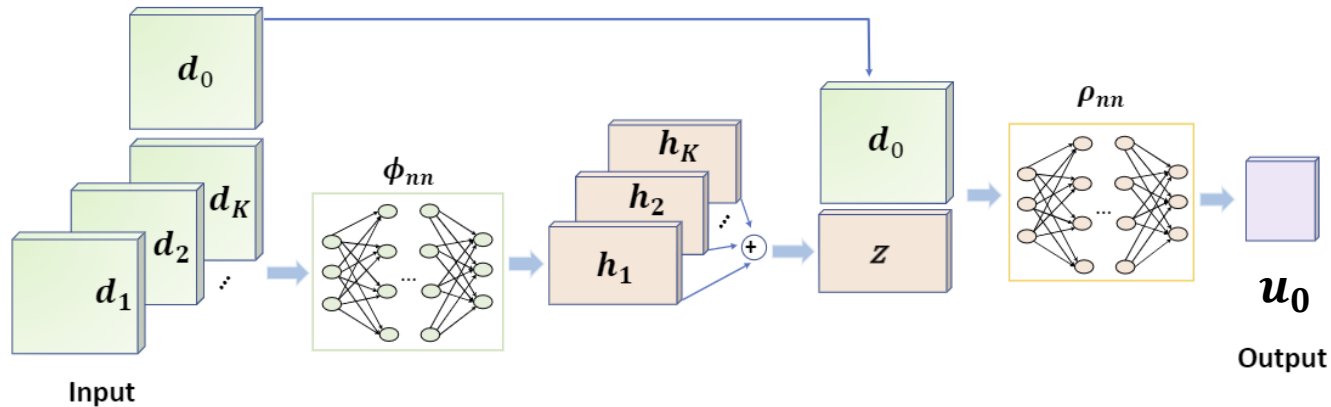 d₀
d_K
d₂
d₁
...
Input
ϕₙₙ
...
h_K
h₂
h₁
...
+
d₀
z
ρₙₙ
...
u₀
Output